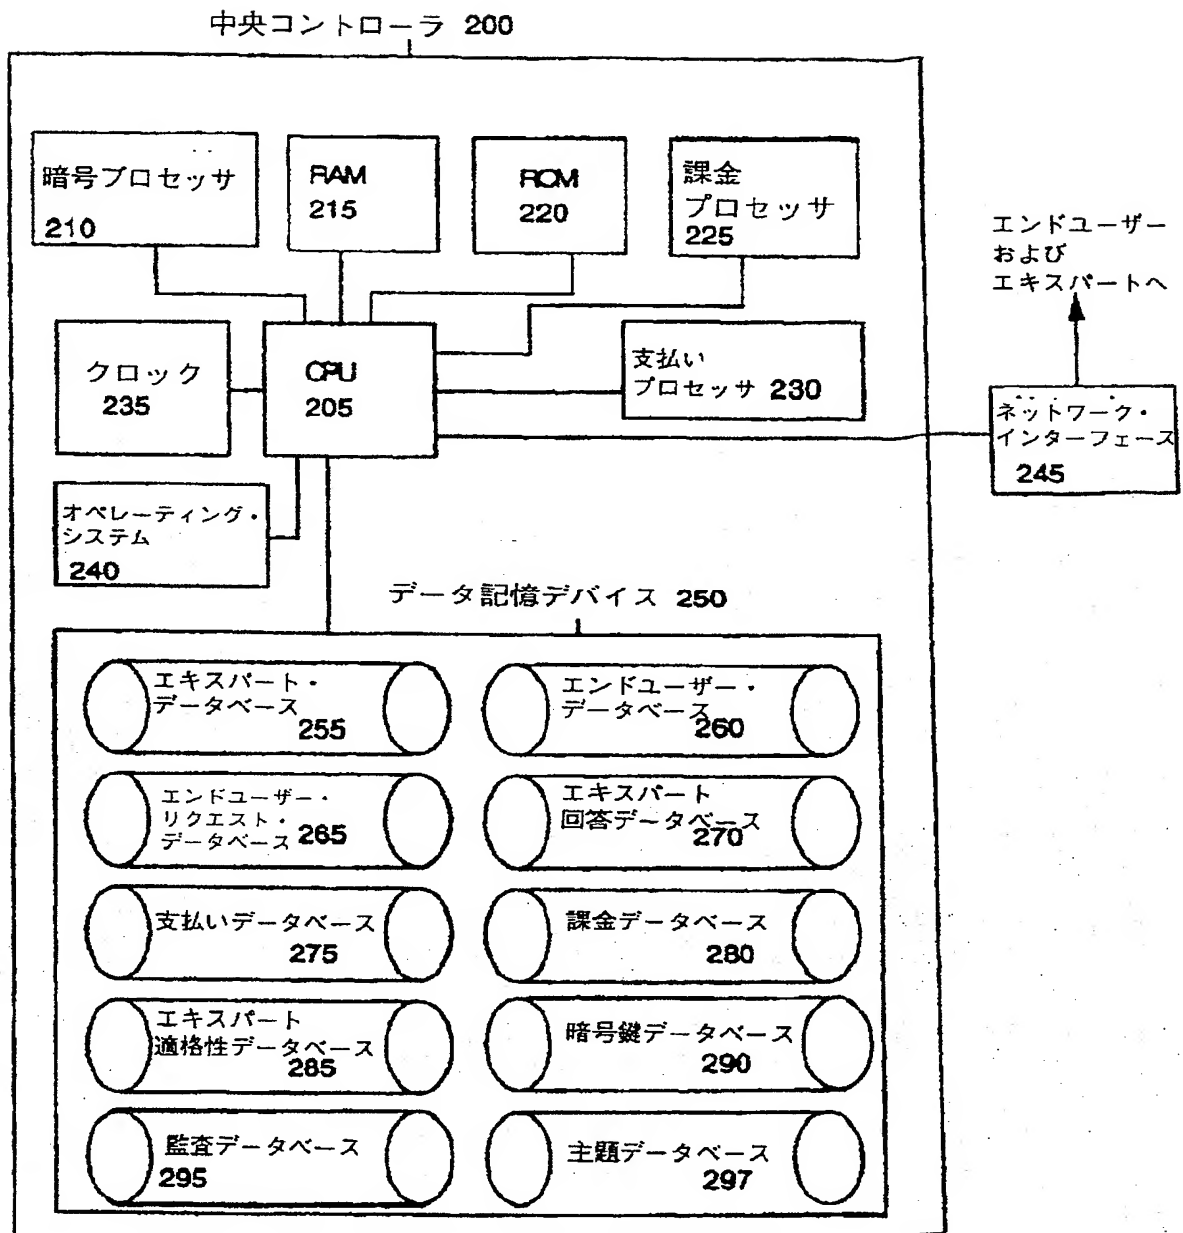 中央コントローラ 200
暗号プロセッサ
210
RAM
215
ROM
220
課金
プロセッサ
225
エンドユーザー
および
エキスパートへ
クロック
235
CPU
205
支払い
プロセッサ 230
ネットワーク・
インターフェース
245
オペレーティング・
システム
240
データ記憶デバイス 250
エキスパート・
データベース
255
エンドユーザー・
データベース
260
エンドユーザー・
リクエスト・
データベース 265
エキスパート
回答データベース
270
支払いデータベース
275
課金データベース
280
エキスパート
適格性データベース
285
暗号鍵データベース
290
監査データベース
295
主題データベース
297